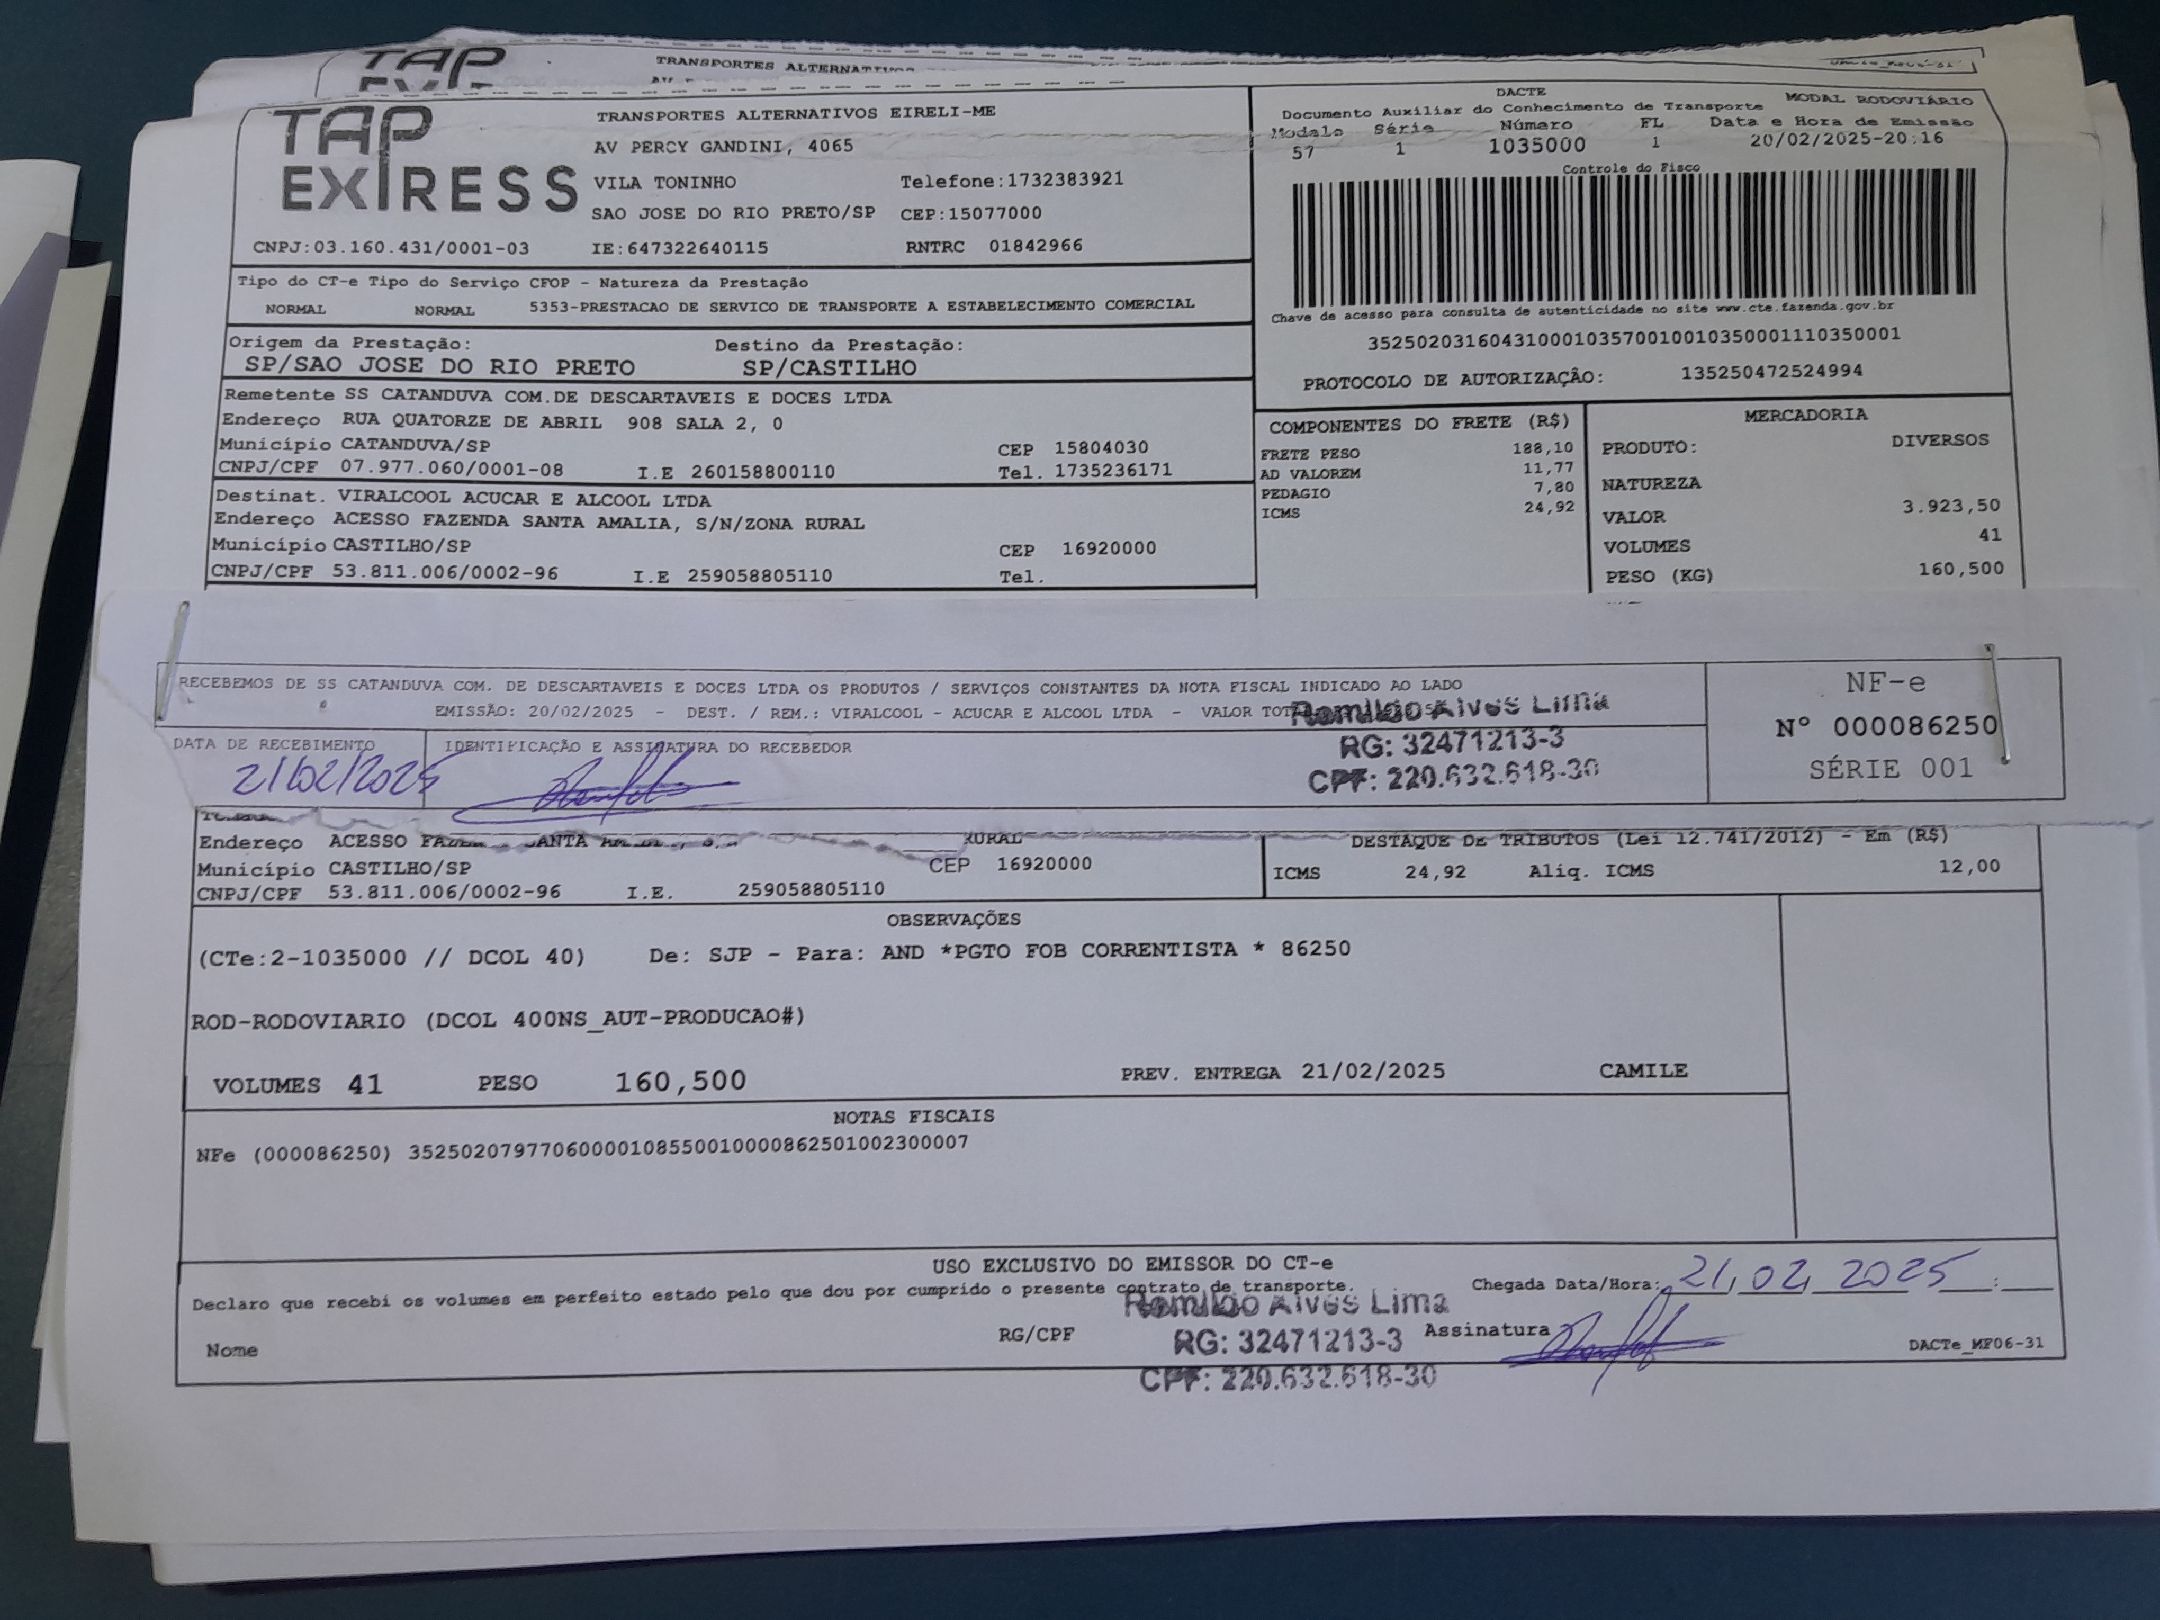 TAP
TRANSPORTES ALTERNATIVOS
TAP
EXPRESS
TRANSPORTES ALTERNATIVOS EIRELI-ME
AV PERCY GANDINI, 4065
VILA TONINHO Telefone:1732383921
SAO JOSE DO RIO PRETO/SP CEP:15077000
CNPJ:03.160.431/0001-03 IE:647322640115 RNTRC 01842966
DACTE
Documento Auxiliar do Conhecimento de Transporte MODAL RODOVIÁRIO
Modelo Série Número FL Data e Hora de Emissão
57 1 1035000 1 20/02/2025-20:16
Controle do Fisco
Chave de acesso para consulta de autenticidade no site www.cte.fazenda.gov.br
35250203160431000103570010010350001110350001
PROTOCOLO DE AUTORIZAÇÃO: 135250472524994
Tipo do CT-e Tipo do Serviço CFOP - Natureza da Prestação
NORMAL NORMAL 5353-PRESTACAO DE SERVICO DE TRANSPORTE A ESTABELECIMENTO COMERCIAL
Origem da Prestação: Destino da Prestação:
SP/SAO JOSE DO RIO PRETO SP/CASTILHO
Remetente SS CATANDUVA COM.DE DESCARTAVEIS E DOCES LTDA
Endereço RUA QUATORZE DE ABRIL 908 SALA 2, 0
Município CATANDUVA/SP CEP 15804030
CNPJ/CPF 07.977.060/0001-08 I.E 260158800110 Tel. 1735236171
Destinat. VIRALCOOL ACUCAR E ALCOOL LTDA
Endereço ACESSO FAZENDA SANTA AMALIA, S/N/ZONA RURAL
Município CASTILHO/SP CEP 16920000
CNPJ/CPF 53.811.006/0002-96 I.E 259058805110 Tel.
COMPONENTES DO FRETE (R$)
FRETE PESO 188,10
AD VALOREM 11,77
PEDAGIO 7,80
ICMS 24,92
MERCADORIA
PRODUTO: DIVERSOS
NATUREZA
VALOR 3.923,50
VOLUMES 41
PESO (KG) 160,500
RECEBEMOS DE SS CATANDUVA COM. DE DESCARTAVEIS E DOCES LTDA OS PRODUTOS / SERVIÇOS CONSTANTES DA NOTA FISCAL INDICADO AO LADO
EMISSÃO: 20/02/2025 - DEST. / REM.: VIRALCOOL - ACUCAR E ALCOOL LTDA - VALOR
DATA DE RECEBIMENTO IDENTIFICAÇÃO E ASSINATURA DO RECEBEDOR
21/02/2025
Romildo Alves Lima
RG: 32471213-3
CPF: 220.632.618-30
NF-e
Nº 000086250
SÉRIE 001
Endereço ACESSO RURAL
Município CASTILHO/SP CEP 16920000
CNPJ/CPF 53.811.006/0002-96 I.E. 259058805110
DESTAQUE DE TRIBUTOS (Lei 12.741/2012) - Em (R$)
ICMS 24,92 Aliq. ICMS 12,00
OBSERVAÇÕES
(CTe:2-1035000 // DCOL 40) De: SJP - Para: AND *PGTO FOB CORRENTISTA * 86250
ROD-RODOVIARIO (DCOL 400NS_AUT-PRODUCAO#)
VOLUMES 41 PESO 160,500 PREV. ENTREGA 21/02/2025 CAMILE
NOTAS FISCAIS
NFe (000086250) 35250207977060000108550010000862501002300007
USO EXCLUSIVO DO EMISSOR DO CT-e
Declaro que recebi os volumes em perfeito estado pelo que dou por cumprido o presente contrato de transporte. Chegada Data/Hora: 21/02/2025
Romildo Alves Lima
Nome RG/CPF RG: 32471213-3 Assinatura
CPF: 220.632.618-30
DACTe_MF06-31